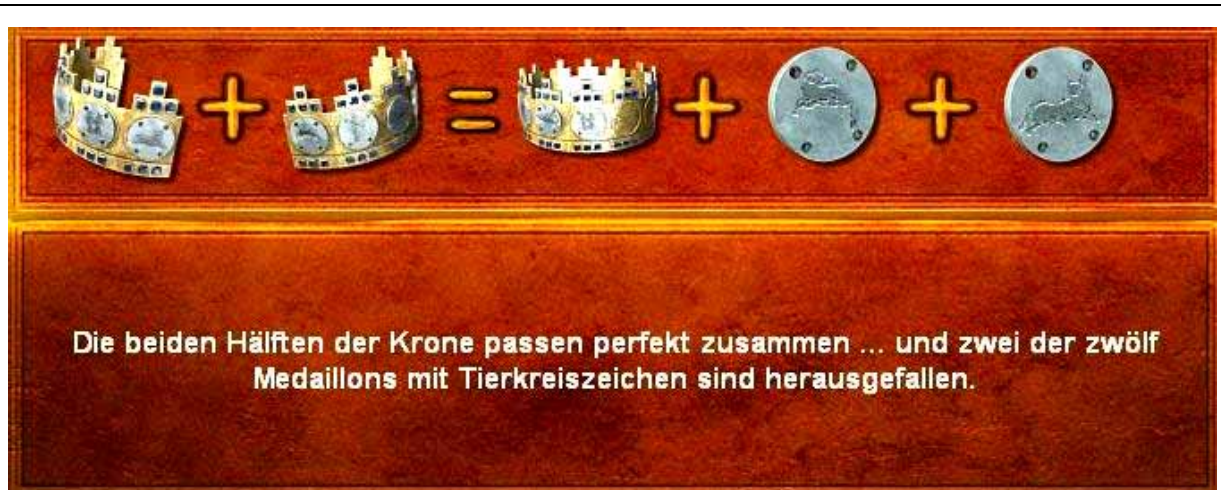 + = + +
Die beiden Hälften der Krone passen perfekt zusammen ... und zwei der zwölf
Medaillons mit Tierkreiszeichen sind herausgefallen.